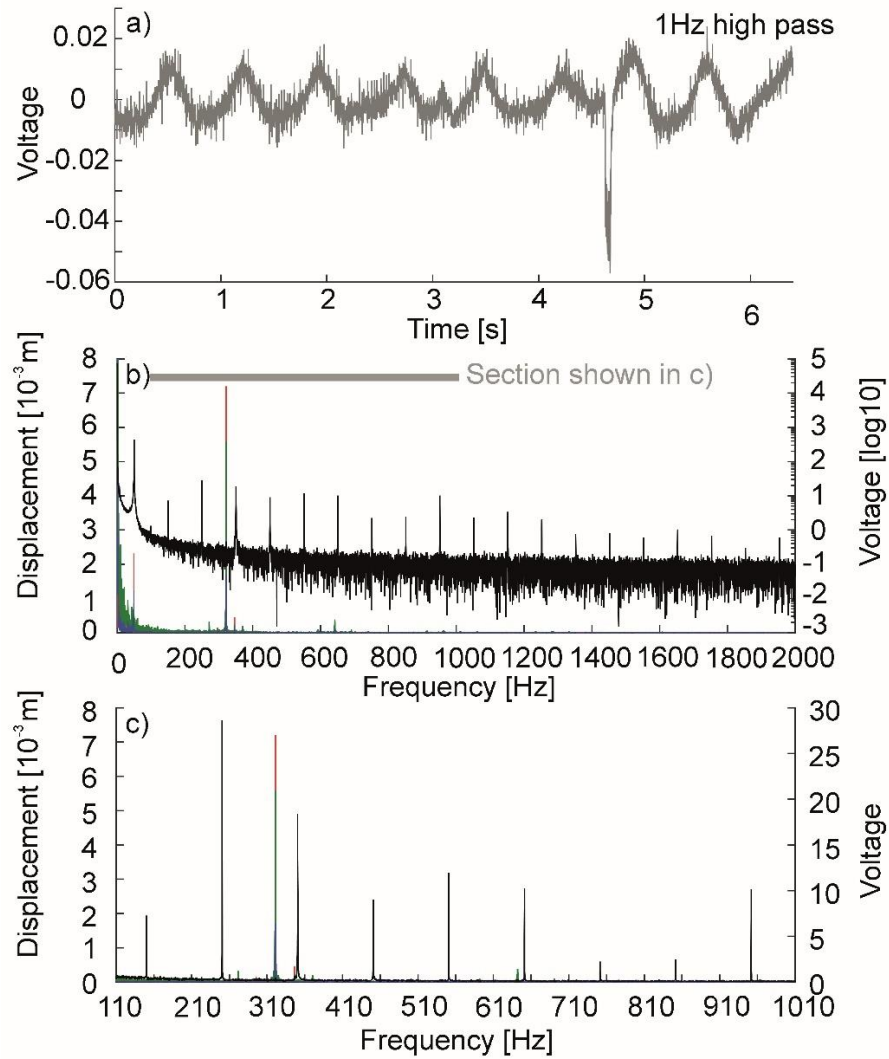 a)
1Hz high pass
0.02
0
-0.02
-0.04
-0.06
Voltage
0 1 2 3 4 5 6
Time [s]
b)
Section shown in c)
8
7
6
5
4
3
2
1
0
Displacement [10⁻³ m]
5
4
3
2
1
0
-1
-2
-3
Voltage [log10]
0 200 400 600 800 1000 1200 1400 1600 1800 2000
Frequency [Hz]
c)
8
7
6
5
4
3
2
1
0
Displacement [10⁻³ m]
30
25
20
15
10
5
0
Voltage
110 210 310 410 510 610 710 810 910 1010
Frequency [Hz]